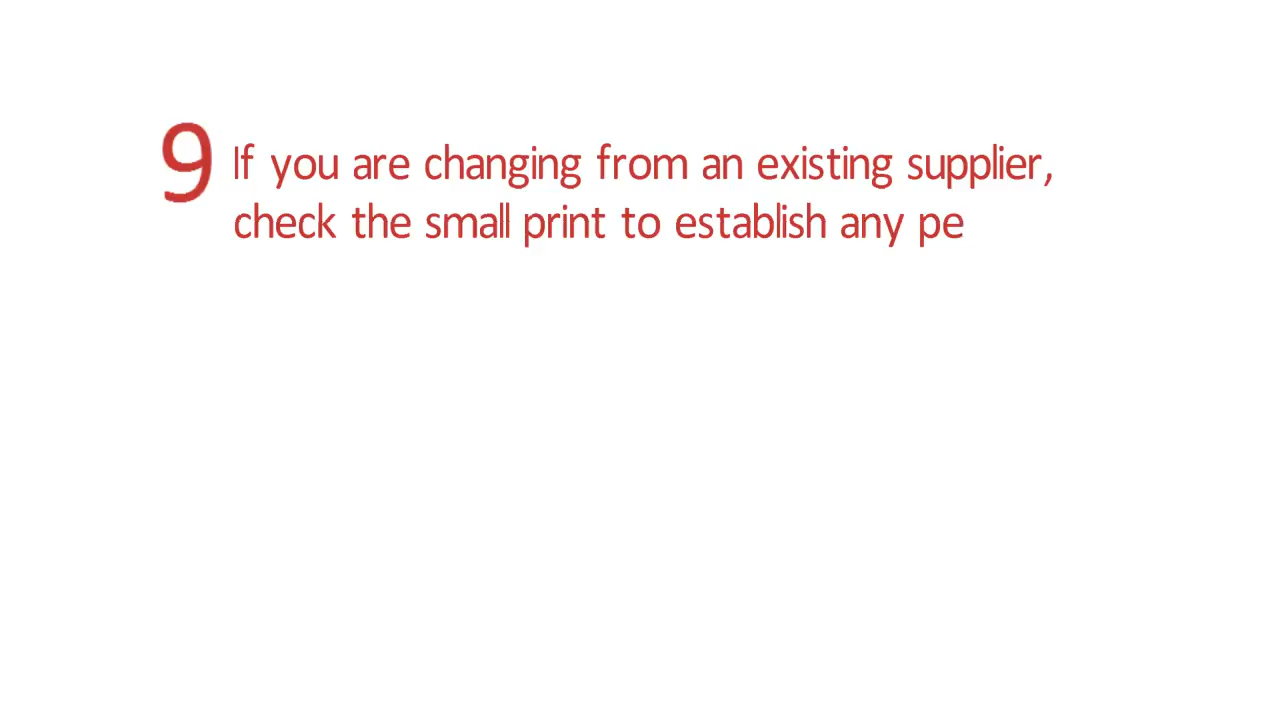 9 If you are changing from an existing supplier,
check the small print to establish any pe